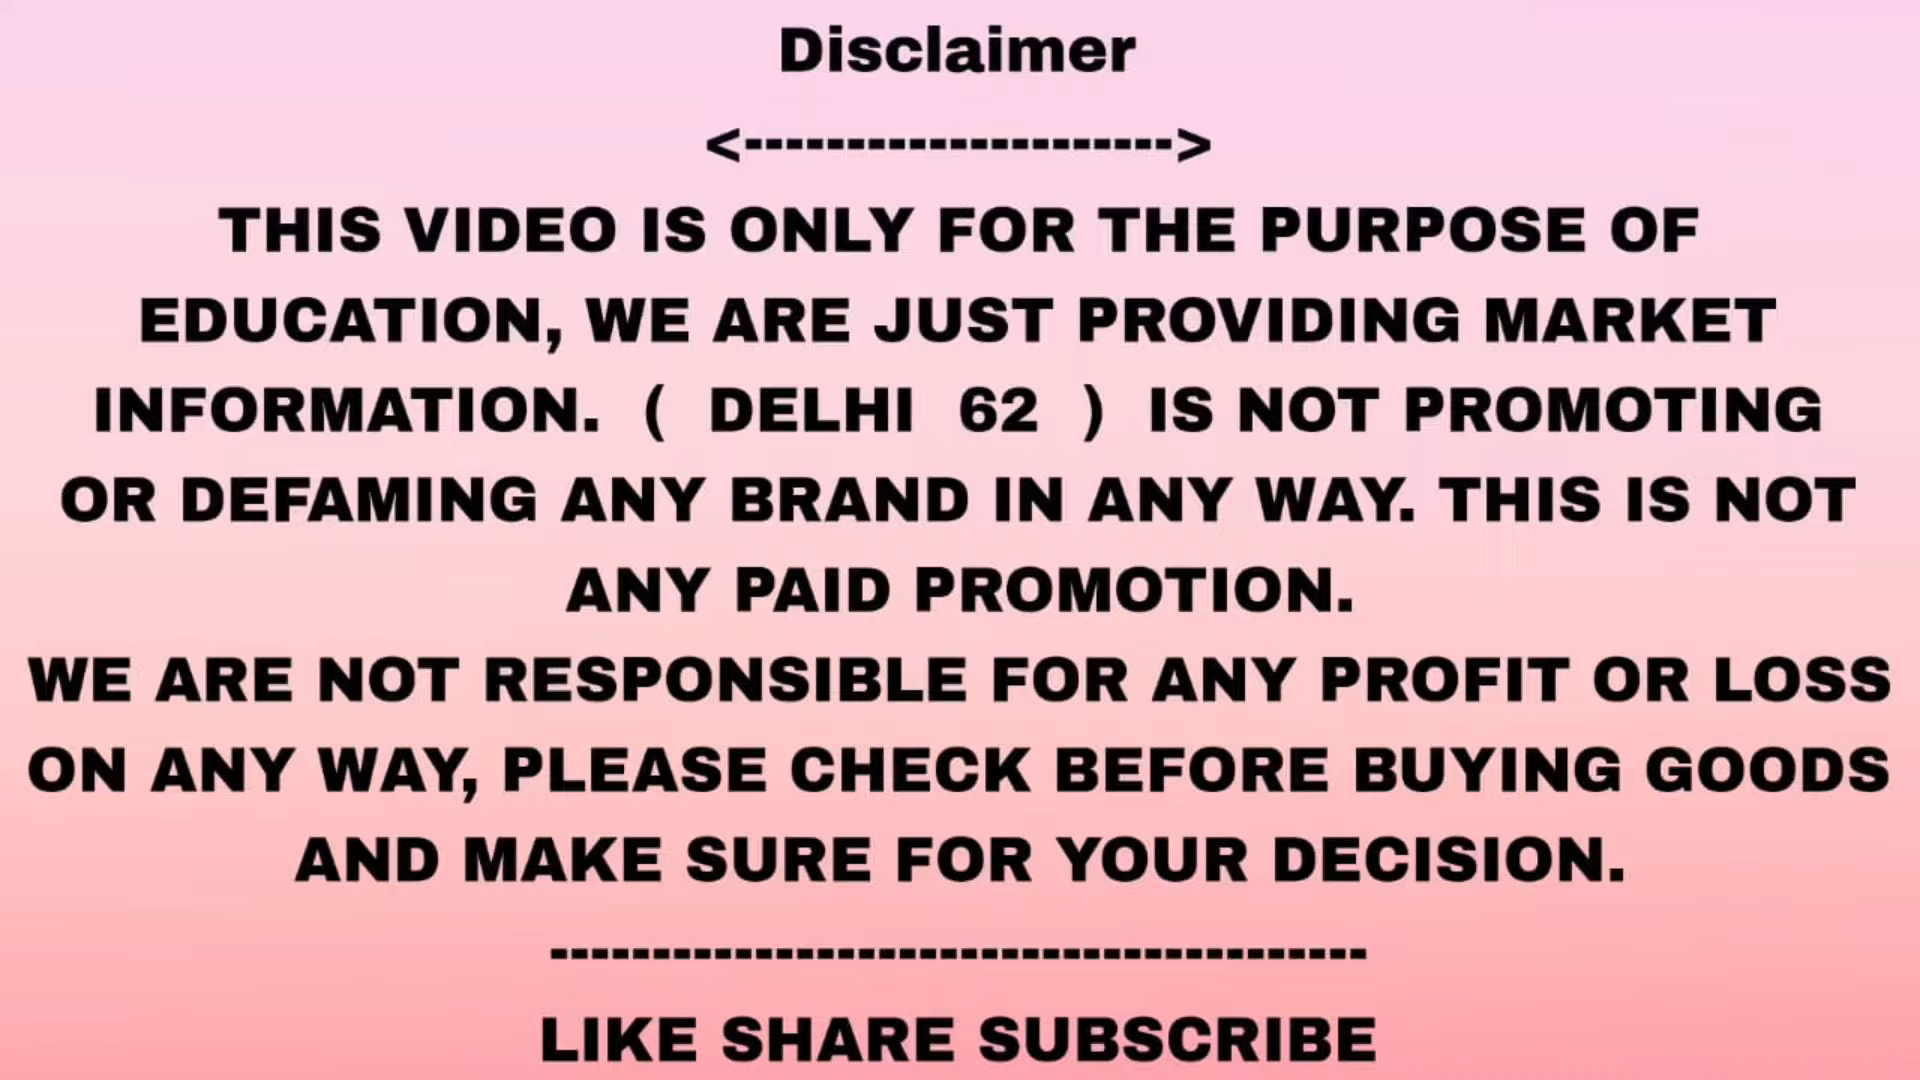 Disclaimer
<--------------------->
THIS VIDEO IS ONLY FOR THE PURPOSE OF
EDUCATION, WE ARE JUST PROVIDING MARKET
INFORMATION. ( DELHI 62 ) IS NOT PROMOTING
OR DEFAMING ANY BRAND IN ANY WAY. THIS IS NOT
ANY PAID PROMOTION.
WE ARE NOT RESPONSIBLE FOR ANY PROFIT OR LOSS
ON ANY WAY, PLEASE CHECK BEFORE BUYING GOODS
AND MAKE SURE FOR YOUR DECISION.
----------------------------------------
LIKE SHARE SUBSCRIBE